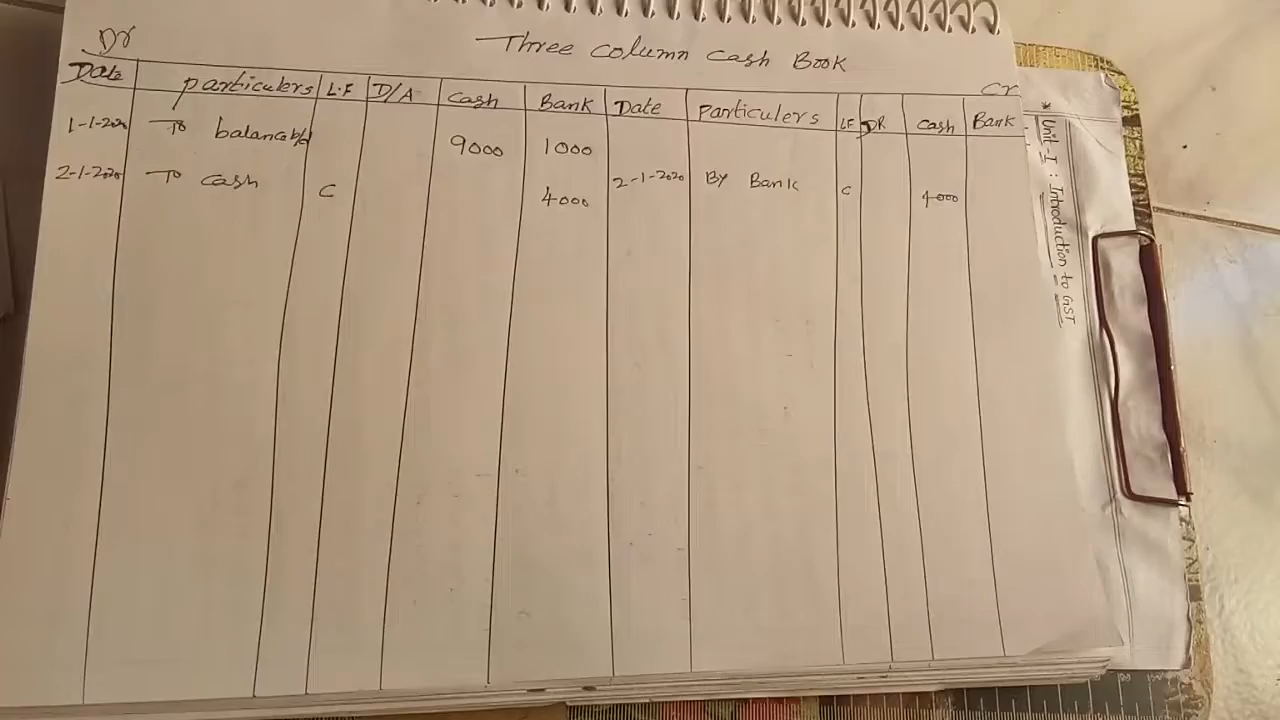 Three Column Cash Book
Dr
Cr
Date particulers L.F D/A Cash Bank Date Particulers LF DR Cash Bank
1-1-2020 To balance b/d 9000 1000
2-1-2020 To cash C 4000 2-1-2020 By Bank C 4000
* Unit-I : Introduction to GST